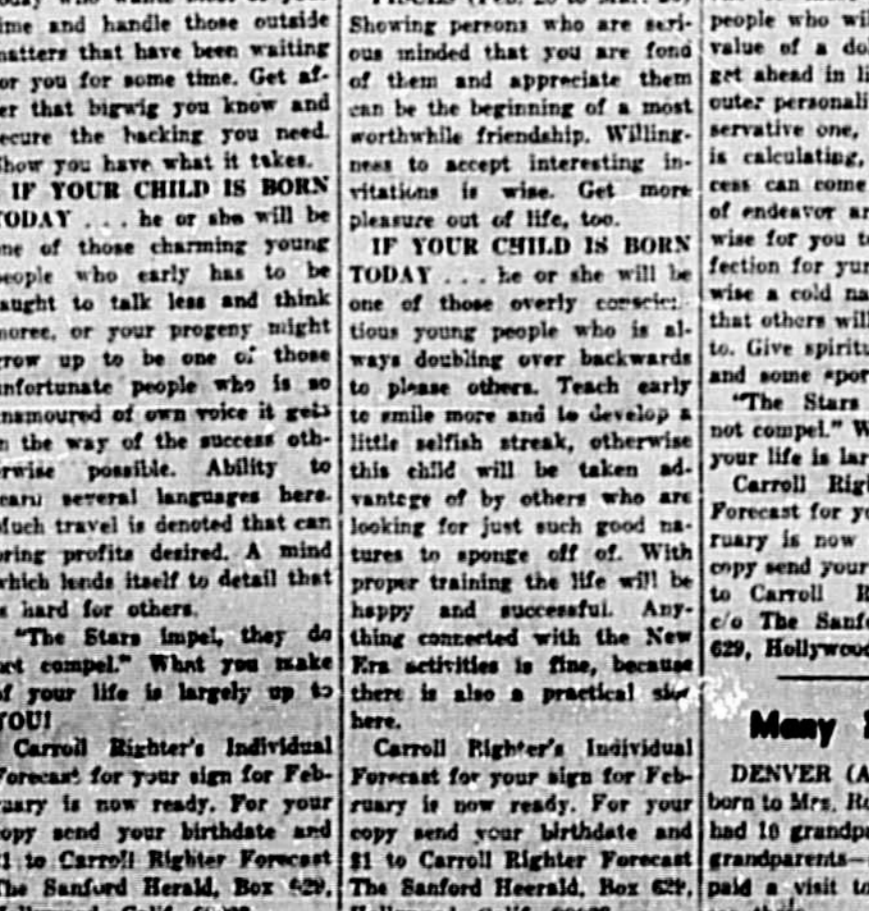 ime and handle those outside
natters that have been waiting
or you for some time. Get af-
er that bigwig you know and
ecure the backing you need.
Show you have what it takes.
IF YOUR CHILD IS BORN
TODAY . . . he or she will be
ne of those charming young
people who early has to be
aught to talk less and think
moree, or your progeny might
grow up to be one of those
unfortunate people who is so
namoured of own voice it gets
n the way of the success oth-
erwise possible. Ability to
earn several languages here.
Much travel is denoted that can
bring profits desired. A mind
which lends itself to detail that
s hard for others.
"The Stars impel, they do
not compel." What you make
of your life is largely up to
YOU!
Carroll Righter's Individual
Forecast for your sign for Feb-
ruary is now ready. For your
copy send your birthdate and
$1 to Carroll Righter Forecast
The Sanford Herald, Box 629,
Showing persons who are seri-
ous minded that you are fond
of them and appreciate them
can be the beginning of a most
worthwhile friendship. Willing-
ness to accept interesting in-
vitations is wise. Get more
pleasure out of life, too.
IF YOUR CHILD IS BORN
TODAY . . . he or she will be
one of those overly conscien-
tious young people who is al-
ways doubling over backwards
to please others. Teach early
to smile more and to develop a
little selfish streak, otherwise
this child will be taken ad-
vantege of by others who are
looking for just such good na-
tures to sponge off of. With
proper training the life will be
happy and successful. Any-
thing connected with the New
Era activities is fine, because
there is also a practical
here.
Carroll Righter's Individual
Forecast for your sign for Feb-
ruary is now ready. For your
copy send your birthdate and
$1 to Carroll Righter Forecast
The Sanford Heerald, Box 629,
people who wil
value of a dol
get ahead in li
outer personali
servative one,
is calculating,
cess can come
of endeavor ar
wise for you to
fection for yur
wise a cold na
that others will
to. Give spiritu
and some spor
"The Stars
not compel." W
your life is lar
Carroll Righ
Forecast for yo
ruary is now
copy send your
to Carroll R
c/o The Sanfo
629, Hollywood
Many
DENVER (A
born to Mrs. Ro
had 10 grandpa
grandparents—
paid a visit to